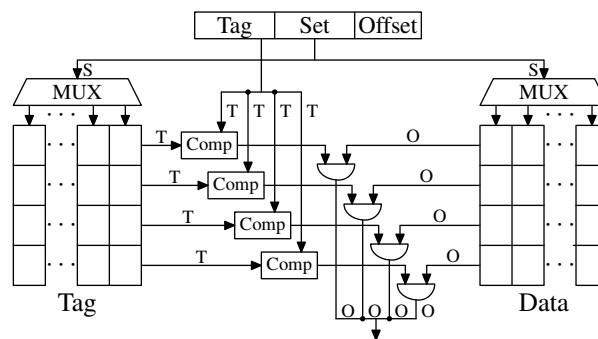 Tag Set Offset
S S
MUX MUX
T T T T
T Comp O
T Comp O
T Comp O
T Comp O
Tag O O O O Data